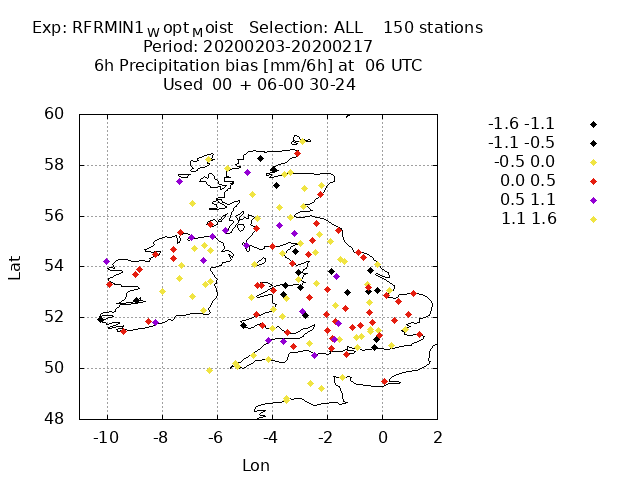 Exp: RFRMIN1WoptMoist Selection: ALL 150 stations
Period: 20200203-20200217
6h Precipitation bias [mm/6h] at 06 UTC
Used 00 + 06-00 30-24
-1.6 -1.1
-1.1 -0.5
-0.5 0.0
0.0 0.5
0.5 1.1
1.1 1.6
60
58
56
54
52
50
48
Lat
-10 -8 -6 -4 -2 0 2
Lon